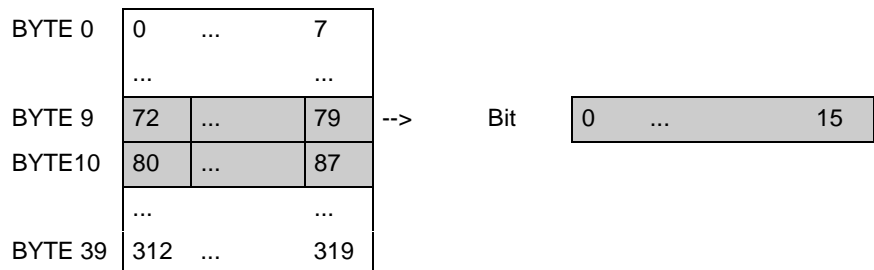 BYTE 0 0 ... 7
... ...
BYTE 9 72 ... 79 --> Bit 0 ... 15
BYTE10 80 ... 87
... ...
BYTE 39 312 ... 319